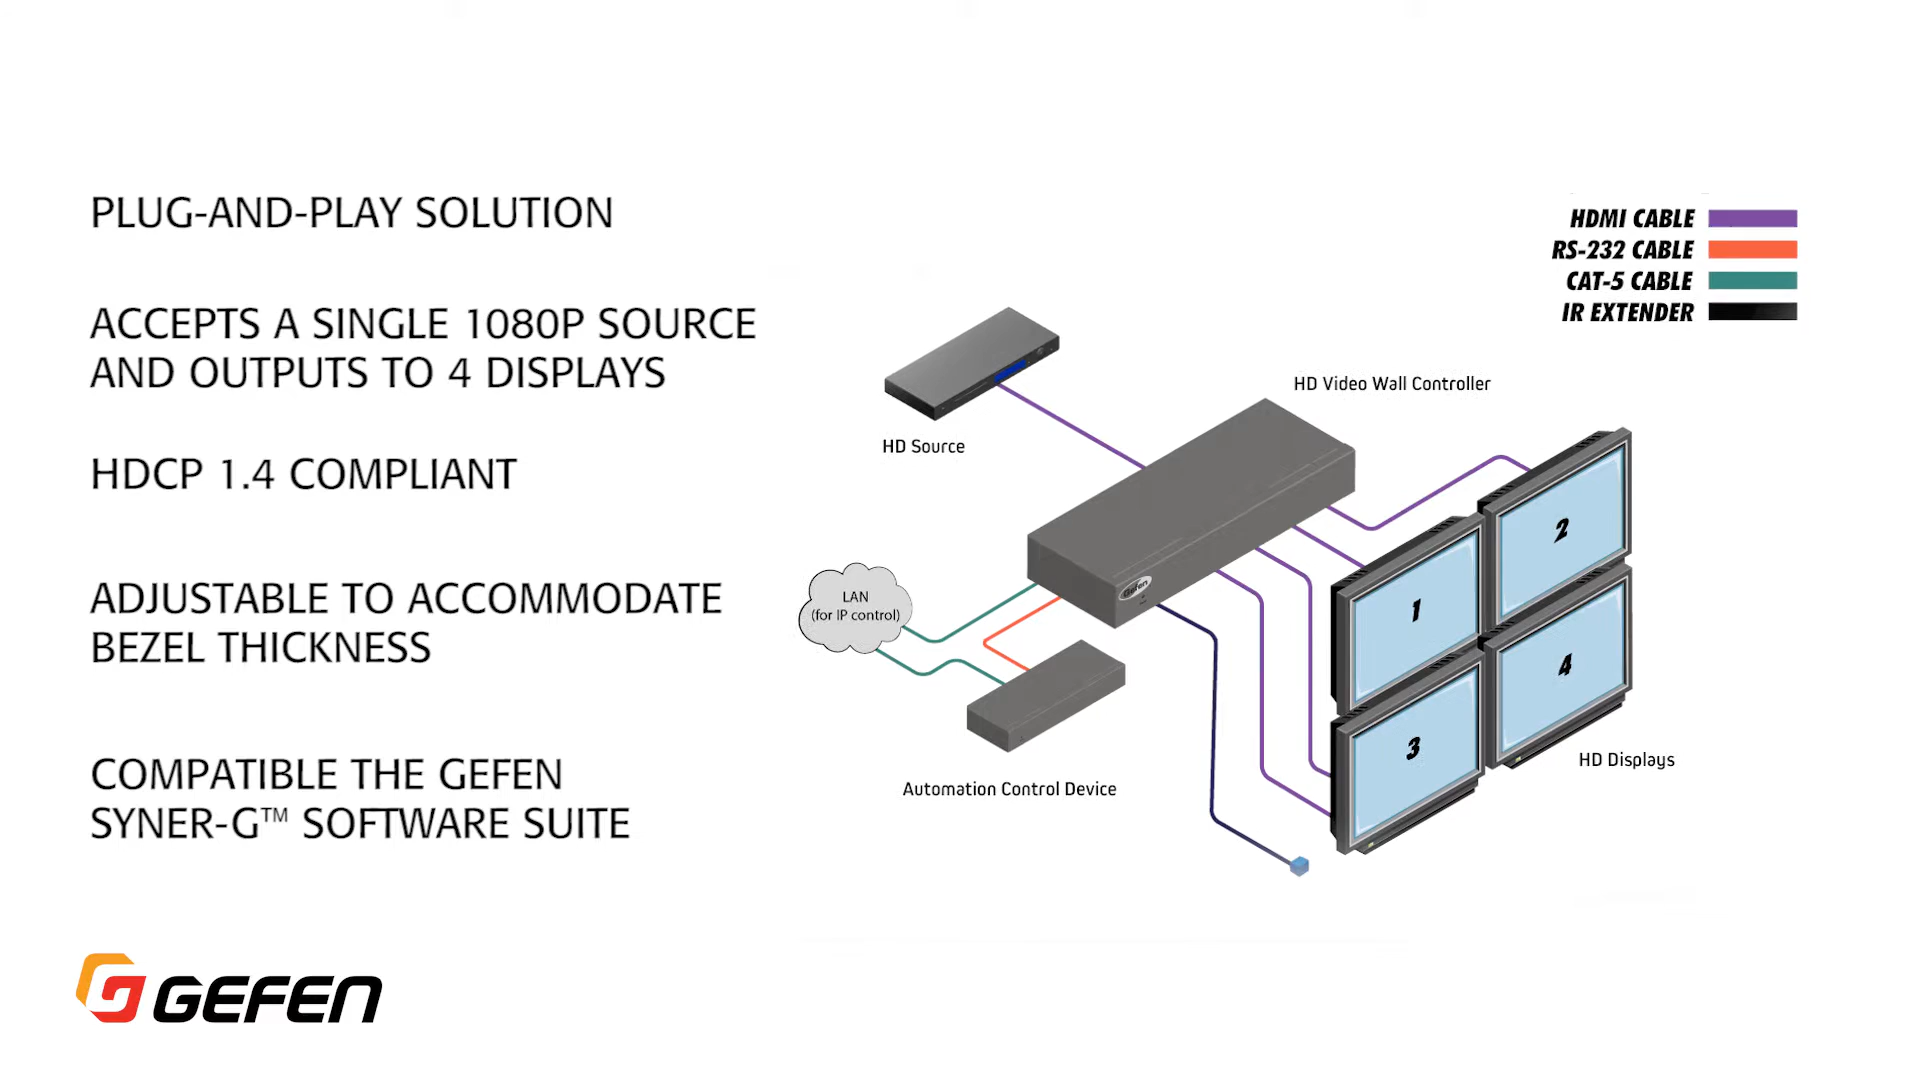 PLUG-AND-PLAY SOLUTION
ACCEPTS A SINGLE 1080P SOURCE
AND OUTPUTS TO 4 DISPLAYS
HDCP 1.4 COMPLIANT
ADJUSTABLE TO ACCOMMODATE
BEZEL THICKNESS
COMPATIBLE THE GEFEN
SYNER-G™ SOFTWARE SUITE
GEFEN
HDMI CABLE
RS-232 CABLE
CAT-5 CABLE
IR EXTENDER
HD Source
HD Video Wall Controller
Gefen
LAN
(for IP control)
Automation Control Device
1
2
3
4
HD Displays